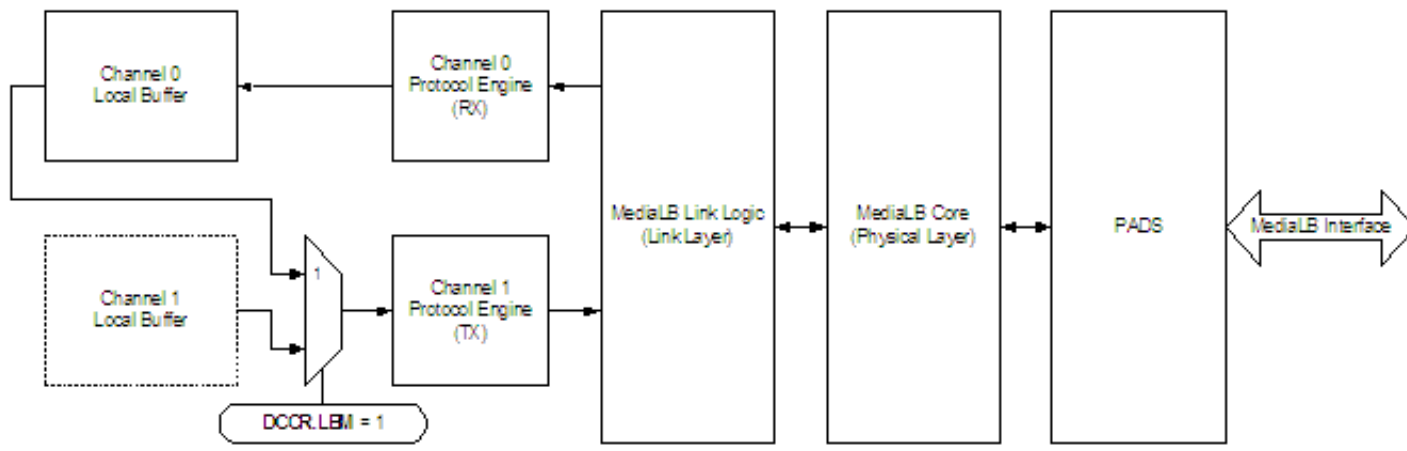 Channel 0
Local Buffer
Channel 0
Protocol Engine
(RX)
MediaLB Link Logic
(Link Layer)
MediaLB Core
(Physical Layer)
PADS
MediaLB Interface
1
Channel 1
Local Buffer
Channel 1
Protocol Engine
(TX)
DCCR.LBM = 1